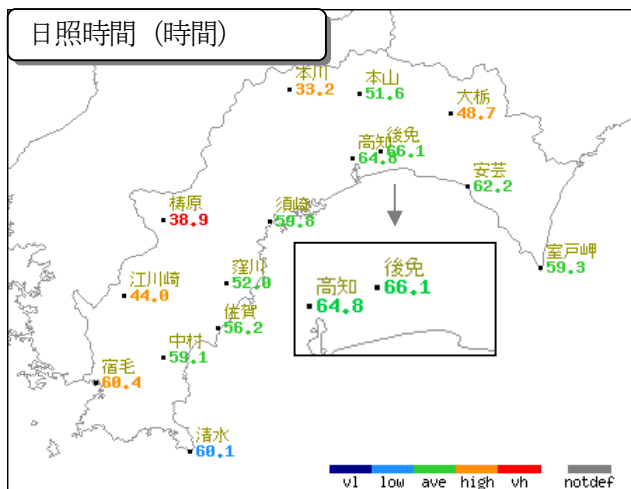 日照時間 (時間)
本川
33.2
本山
51.6
大栃
48.7
高知
64.8
後免
66.1
安芸
62.2
梼原
38.9
須崎
59.8
室戸岬
59.3
江川崎
44.0
窪川
52.0
佐賀
56.2
高知
64.8
後免
66.1
中村
59.1
宿毛
60.4
清水
60.1
vl low ave high vh notdef